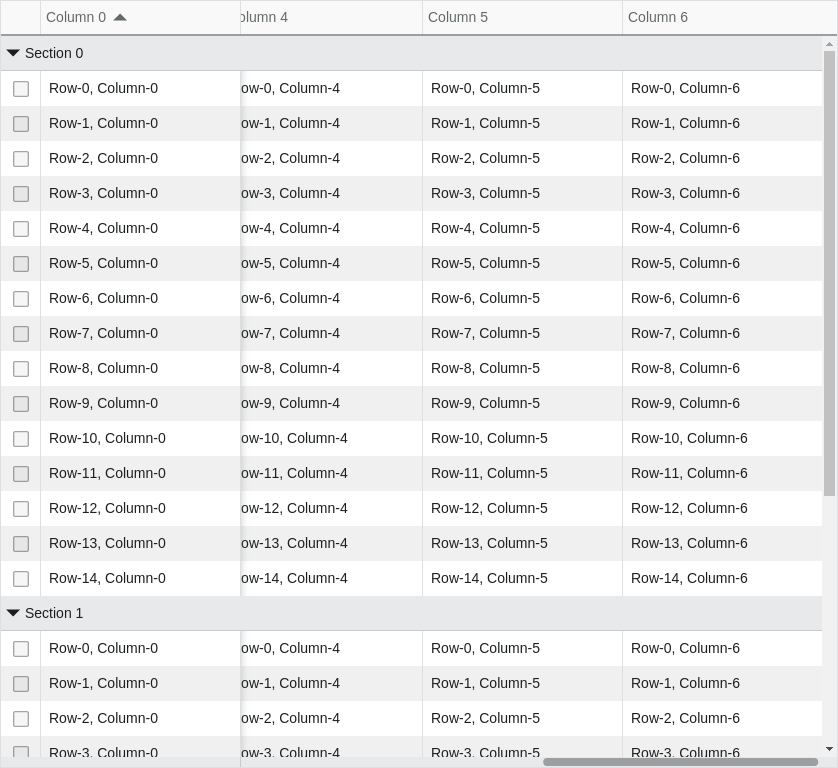 Column 0 olumn 4 Column 5 Column 6
Section 0
Row-0, Column-0 ow-0, Column-4 Row-0, Column-5 Row-0, Column-6
Row-1, Column-0 ow-1, Column-4 Row-1, Column-5 Row-1, Column-6
Row-2, Column-0 ow-2, Column-4 Row-2, Column-5 Row-2, Column-6
Row-3, Column-0 ow-3, Column-4 Row-3, Column-5 Row-3, Column-6
Row-4, Column-0 ow-4, Column-4 Row-4, Column-5 Row-4, Column-6
Row-5, Column-0 ow-5, Column-4 Row-5, Column-5 Row-5, Column-6
Row-6, Column-0 ow-6, Column-4 Row-6, Column-5 Row-6, Column-6
Row-7, Column-0 ow-7, Column-4 Row-7, Column-5 Row-7, Column-6
Row-8, Column-0 ow-8, Column-4 Row-8, Column-5 Row-8, Column-6
Row-9, Column-0 ow-9, Column-4 Row-9, Column-5 Row-9, Column-6
Row-10, Column-0 ow-10, Column-4 Row-10, Column-5 Row-10, Column-6
Row-11, Column-0 ow-11, Column-4 Row-11, Column-5 Row-11, Column-6
Row-12, Column-0 ow-12, Column-4 Row-12, Column-5 Row-12, Column-6
Row-13, Column-0 ow-13, Column-4 Row-13, Column-5 Row-13, Column-6
Row-14, Column-0 ow-14, Column-4 Row-14, Column-5 Row-14, Column-6
Section 1
Row-0, Column-0 ow-0, Column-4 Row-0, Column-5 Row-0, Column-6
Row-1, Column-0 ow-1, Column-4 Row-1, Column-5 Row-1, Column-6
Row-2, Column-0 ow-2, Column-4 Row-2, Column-5 Row-2, Column-6
Row-3, Column-0 ow-3, Column-4 Row-3, Column-5 Row-3, Column-6